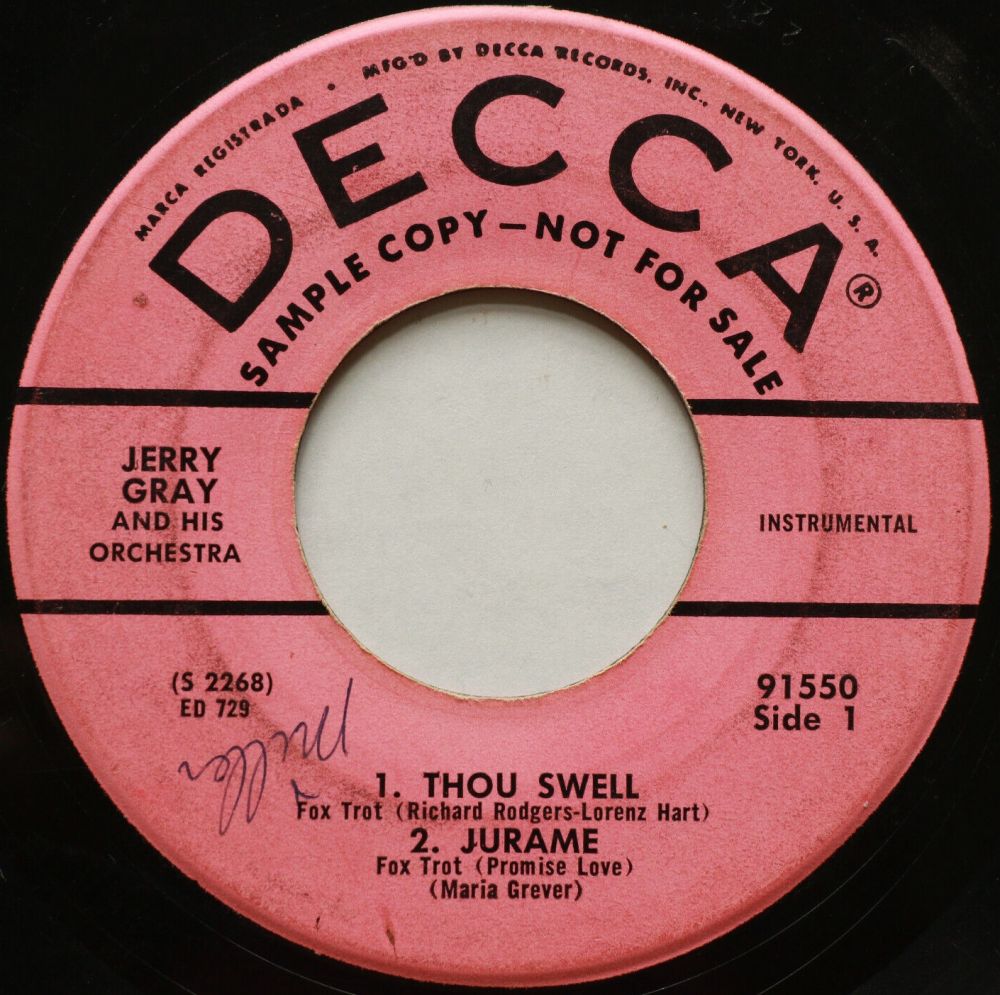 MARCA REGISTRADA • MFG'D BY DECCA RECORDS, INC., NEW YORK, U. S. A.
DECCA®
SAMPLE COPY—NOT FOR SALE
JERRY
GRAY
AND HIS
ORCHESTRA
INSTRUMENTAL
(S 2268)
ED 729
91550
Side 1
Miller
1. THOU SWELL
Fox Trot (Richard Rodgers-Lorenz Hart)
2. JURAME
Fox Trot (Promise Love)
(Maria Grever)